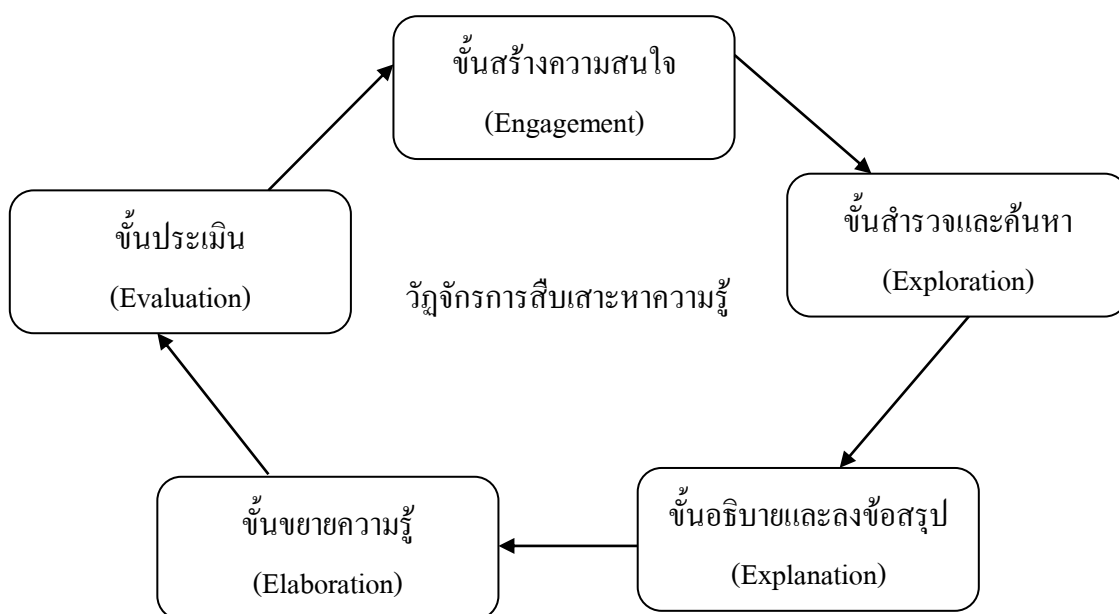 ขั้นสร้างความสนใจ
(Engagement)
ขั้นสำรวจและค้นหา
(Exploration)
ขั้นอธิบายและลงข้อสรุป
(Explanation)
ขั้นขยายความรู้
(Elaboration)
ขั้นประเมิน
(Evaluation)
วัฏจักรการสืบเสาะหาความรู้